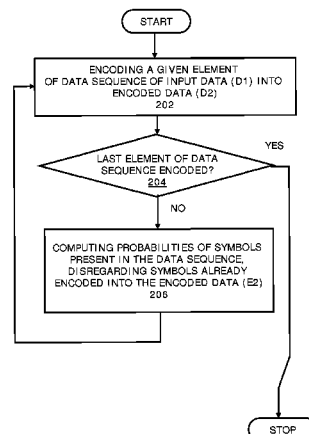 START
ENCODING A GIVEN ELEMENT
OF DATA SEQUENCE OF INPUT DATA (D1) INTO
ENCODED DATA (D2)
202
YES
LAST ELEMENT OF DATA
SEQUENCE ENCODED?
204
NO
COMPUTING PROBABILITIES OF SYMBOLS
PRESENT IN THE DATA SEQUENCE,
DISREGARDING SYMBOLS ALREADY
ENCODED INTO THE ENCODED DATA (E2)
206
STOP